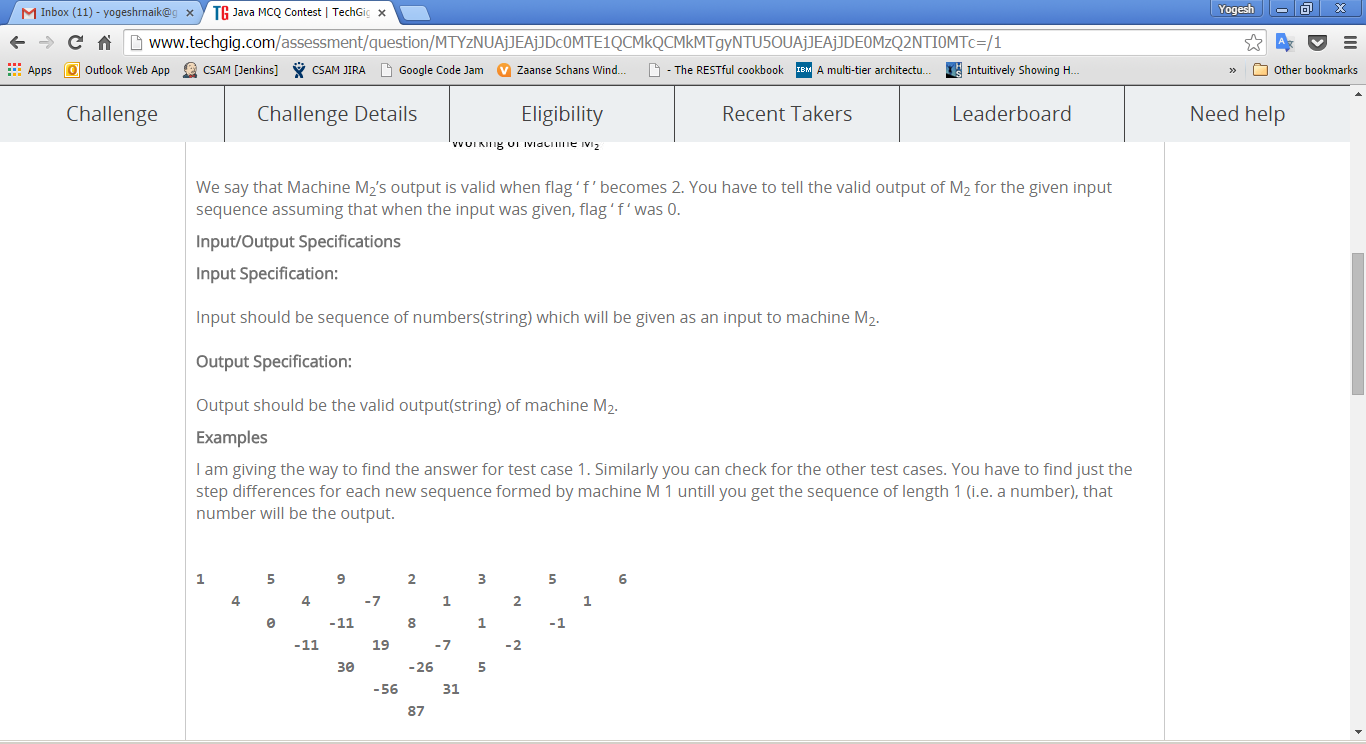 Inbox (11) - yogeshrnaik@g
Java MCQ Contest | TechGig
Yogesh
www.techgig.com/assessment/question/MTYzNUAjJEAjJDc0MTE1QCMkQCMkMTgyNTU5OUAjJEAjJDE0MzQ2NTI0MTc=/1
Apps
Outlook Web App
CSAM [Jenkins]
CSAM JIRA
Google Code Jam
Zaanse Schans Wind...
- The RESTful cookbook
IBM
A multi-tier architectu...
Intuitively Showing H...
»
Other bookmarks
Challenge
Challenge Details
Eligibility
Recent Takers
Leaderboard
Need help
Working of Machine M₂
We say that Machine M₂’s output is valid when flag ‘ f ’ becomes 2. You have to tell the valid output of M₂ for the given input
sequence assuming that when the input was given, flag ‘ f ‘ was 0.
Input/Output Specifications
Input Specification:
Input should be sequence of numbers(string) which will be given as an input to machine M₂.
Output Specification:
Output should be the valid output(string) of machine M₂.
Examples
I am giving the way to find the answer for test case 1. Similarly you can check for the other test cases. You have to find just the
step differences for each new sequence formed by machine M 1 untill you get the sequence of length 1 (i.e. a number), that
number will be the output.
1 5 9 2 3 5 6
4 4 -7 1 2 1
0 -11 8 1 -1
-11 19 -7 -2
30 -26 5
-56 31
87